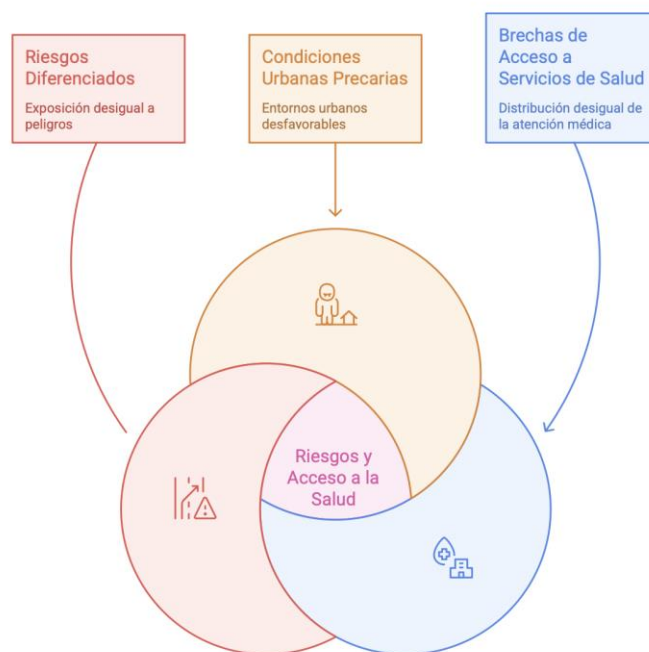 Riesgos
Diferenciados
Exposición desigual a
peligros
Condiciones
Urbanas Precarias
Entornos urbanos
desfavorables
Brechas de
Acceso a
Servicios de Salud
Distribución desigual de
la atención médica
Riesgos y
Acceso a la
Salud